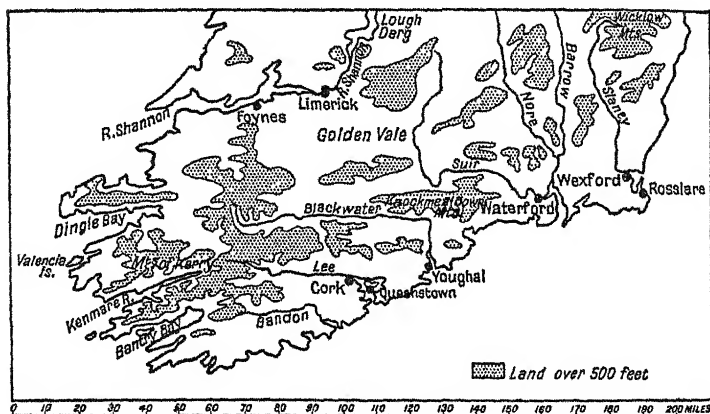 Lough
Derg
R. Shannon
Wicklow
Mts.
Barrow
Nore
Slaney
R. Shannon
Limerick
Foynes
Golden Vale
Suir
Wexford
Rosslare
Dingle Bay
Blackwater
Knockmealdown
Mts.
Waterford
Valencia
Is.
Mts. of Kerry
Lee
Youghal
Kenmare R.
Cork
Queenstown
Bantry Bay
Bandon
Land over 500 feet
0 10 20 30 40 50 60 70 80 90 100 110 120 130 140 150 160 170 180 190 200 MILES